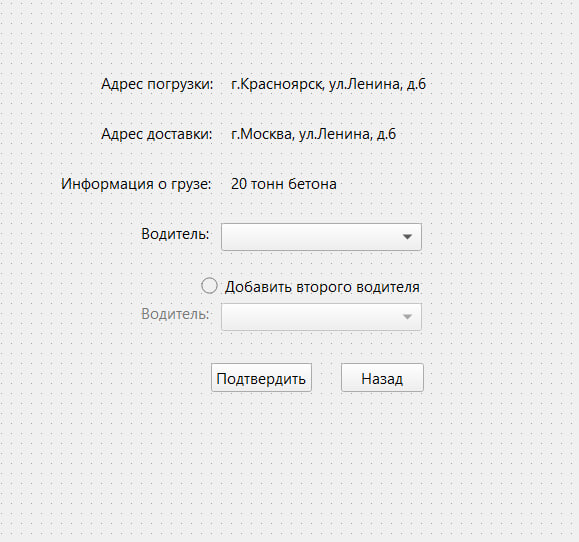 Адрес погрузки: г.Красноярск, ул.Ленина, д.6
Адрес доставки: г.Москва, ул.Ленина, д.6
Информация о грузе: 20 тонн бетона
Водитель:
Добавить второго водителя
Водитель:
Подтвердить Назад